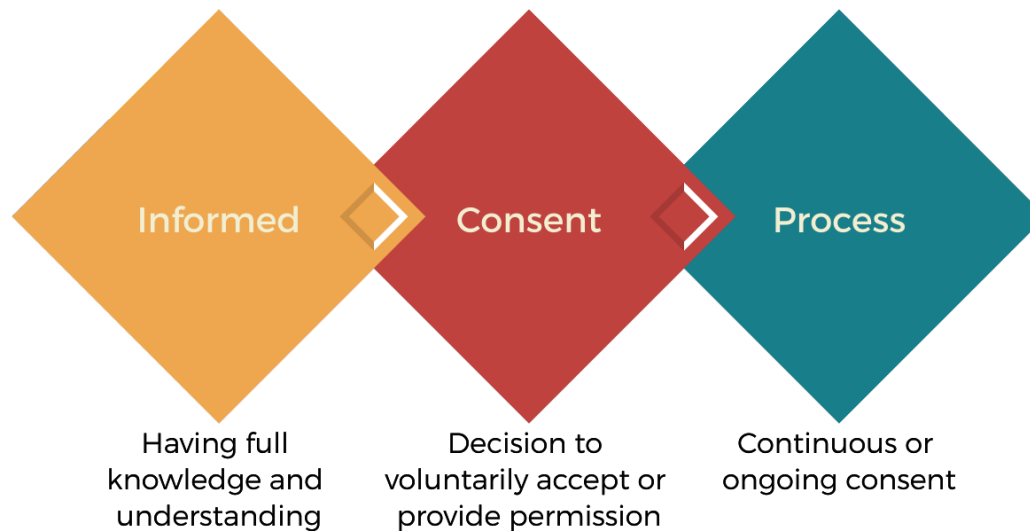 Informed
Consent
Process
Having full
knowledge and
understanding
Decision to
voluntarily accept or
provide permission
Continuous or
ongoing consent